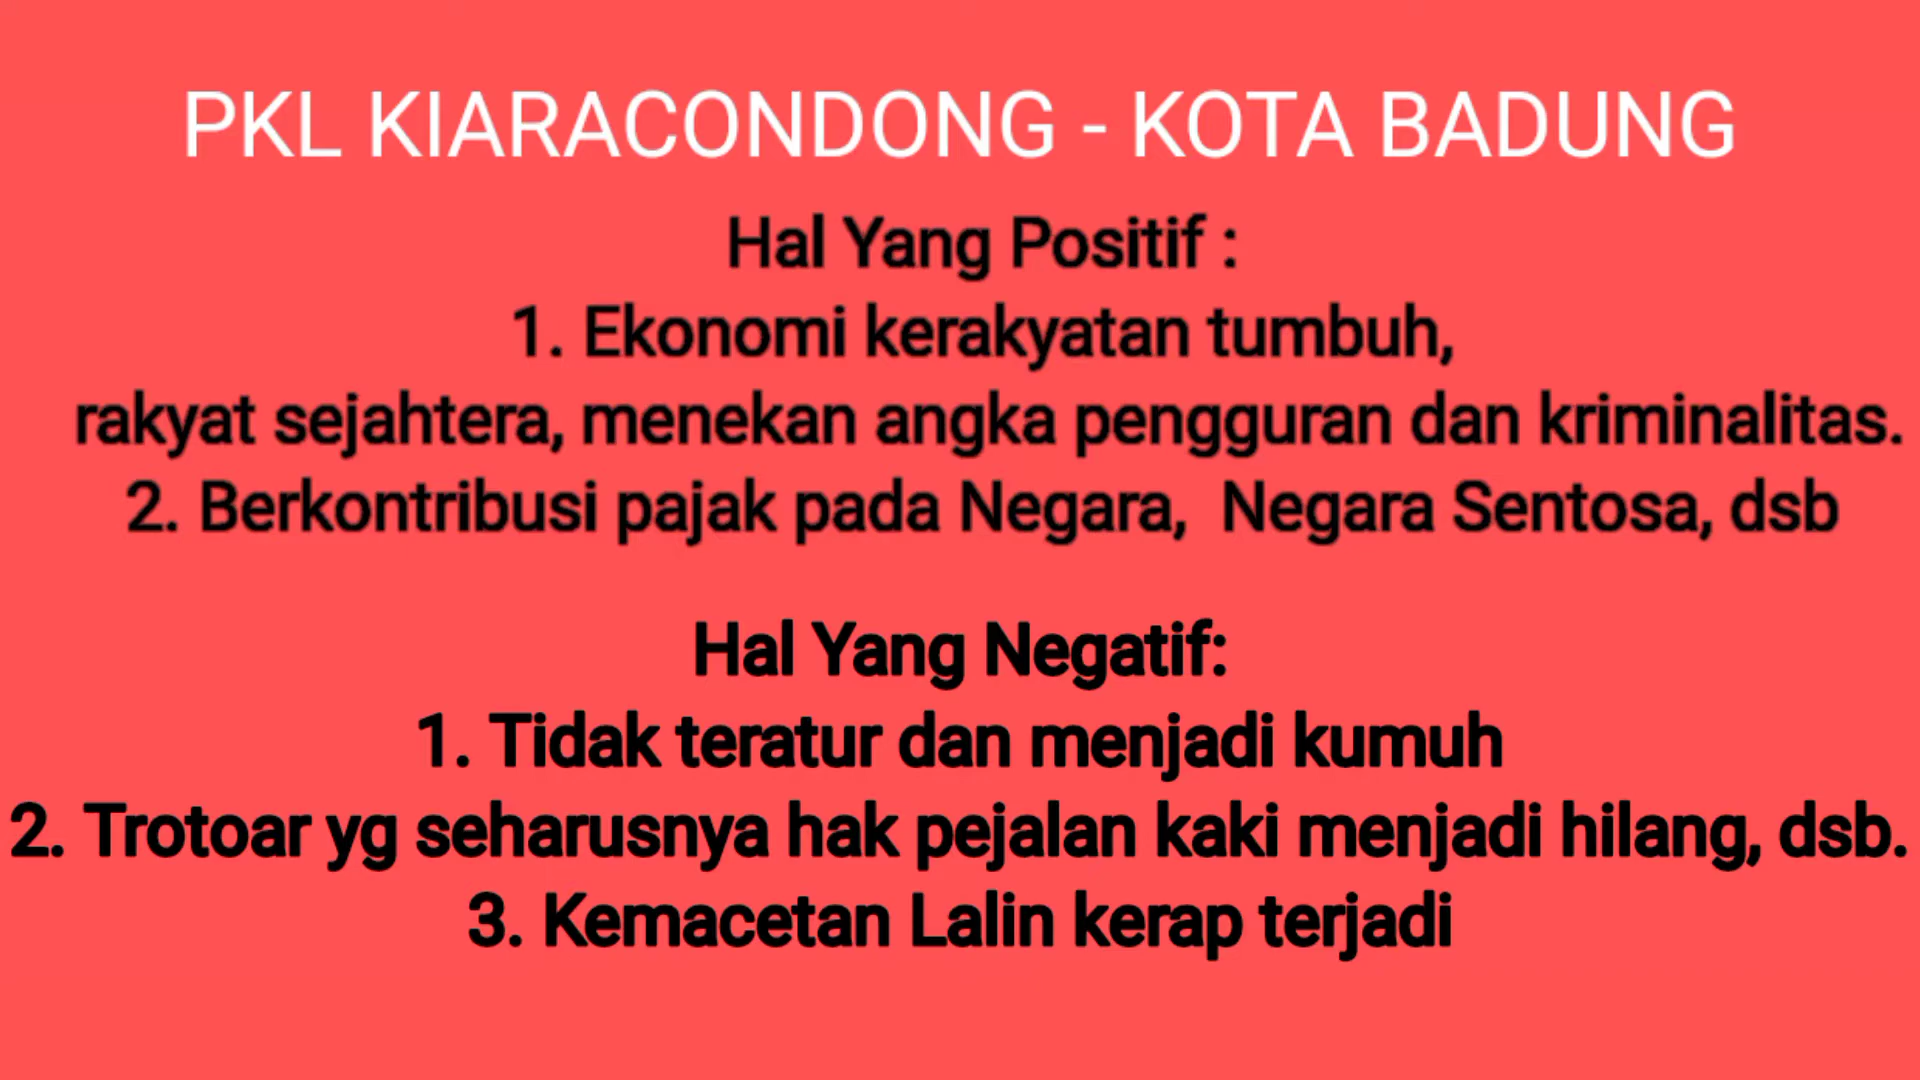 PKL KIARACONDONG - KOTA BADUNG
Hal Yang Positif :
1. Ekonomi kerakyatan tumbuh,
rakyat sejahtera, menekan angka pengguran dan kriminalitas.
2. Berkontribusi pajak pada Negara, Negara Sentosa, dsb
Hal Yang Negatif:
1. Tidak teratur dan menjadi kumuh
2. Trotoar yg seharusnya hak pejalan kaki menjadi hilang, dsb.
3. Kemacetan Lalin kerap terjadi